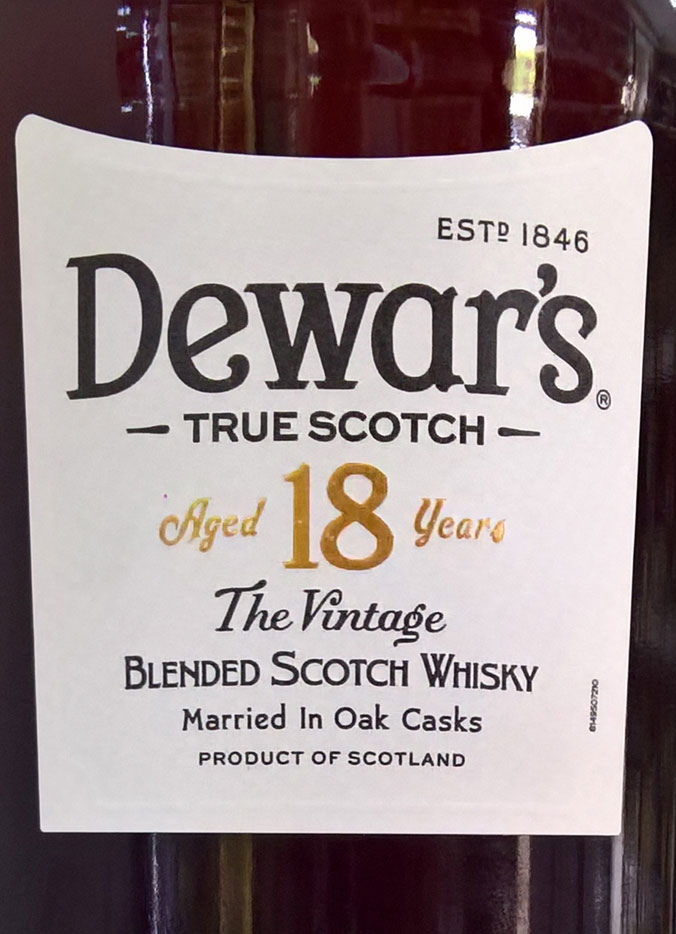 ESTD 1846
Dewar's®
— TRUE SCOTCH —
Aged 18 Years
The Vintage
BLENDED SCOTCH WHISKY
Married In Oak Casks
PRODUCT OF SCOTLAND